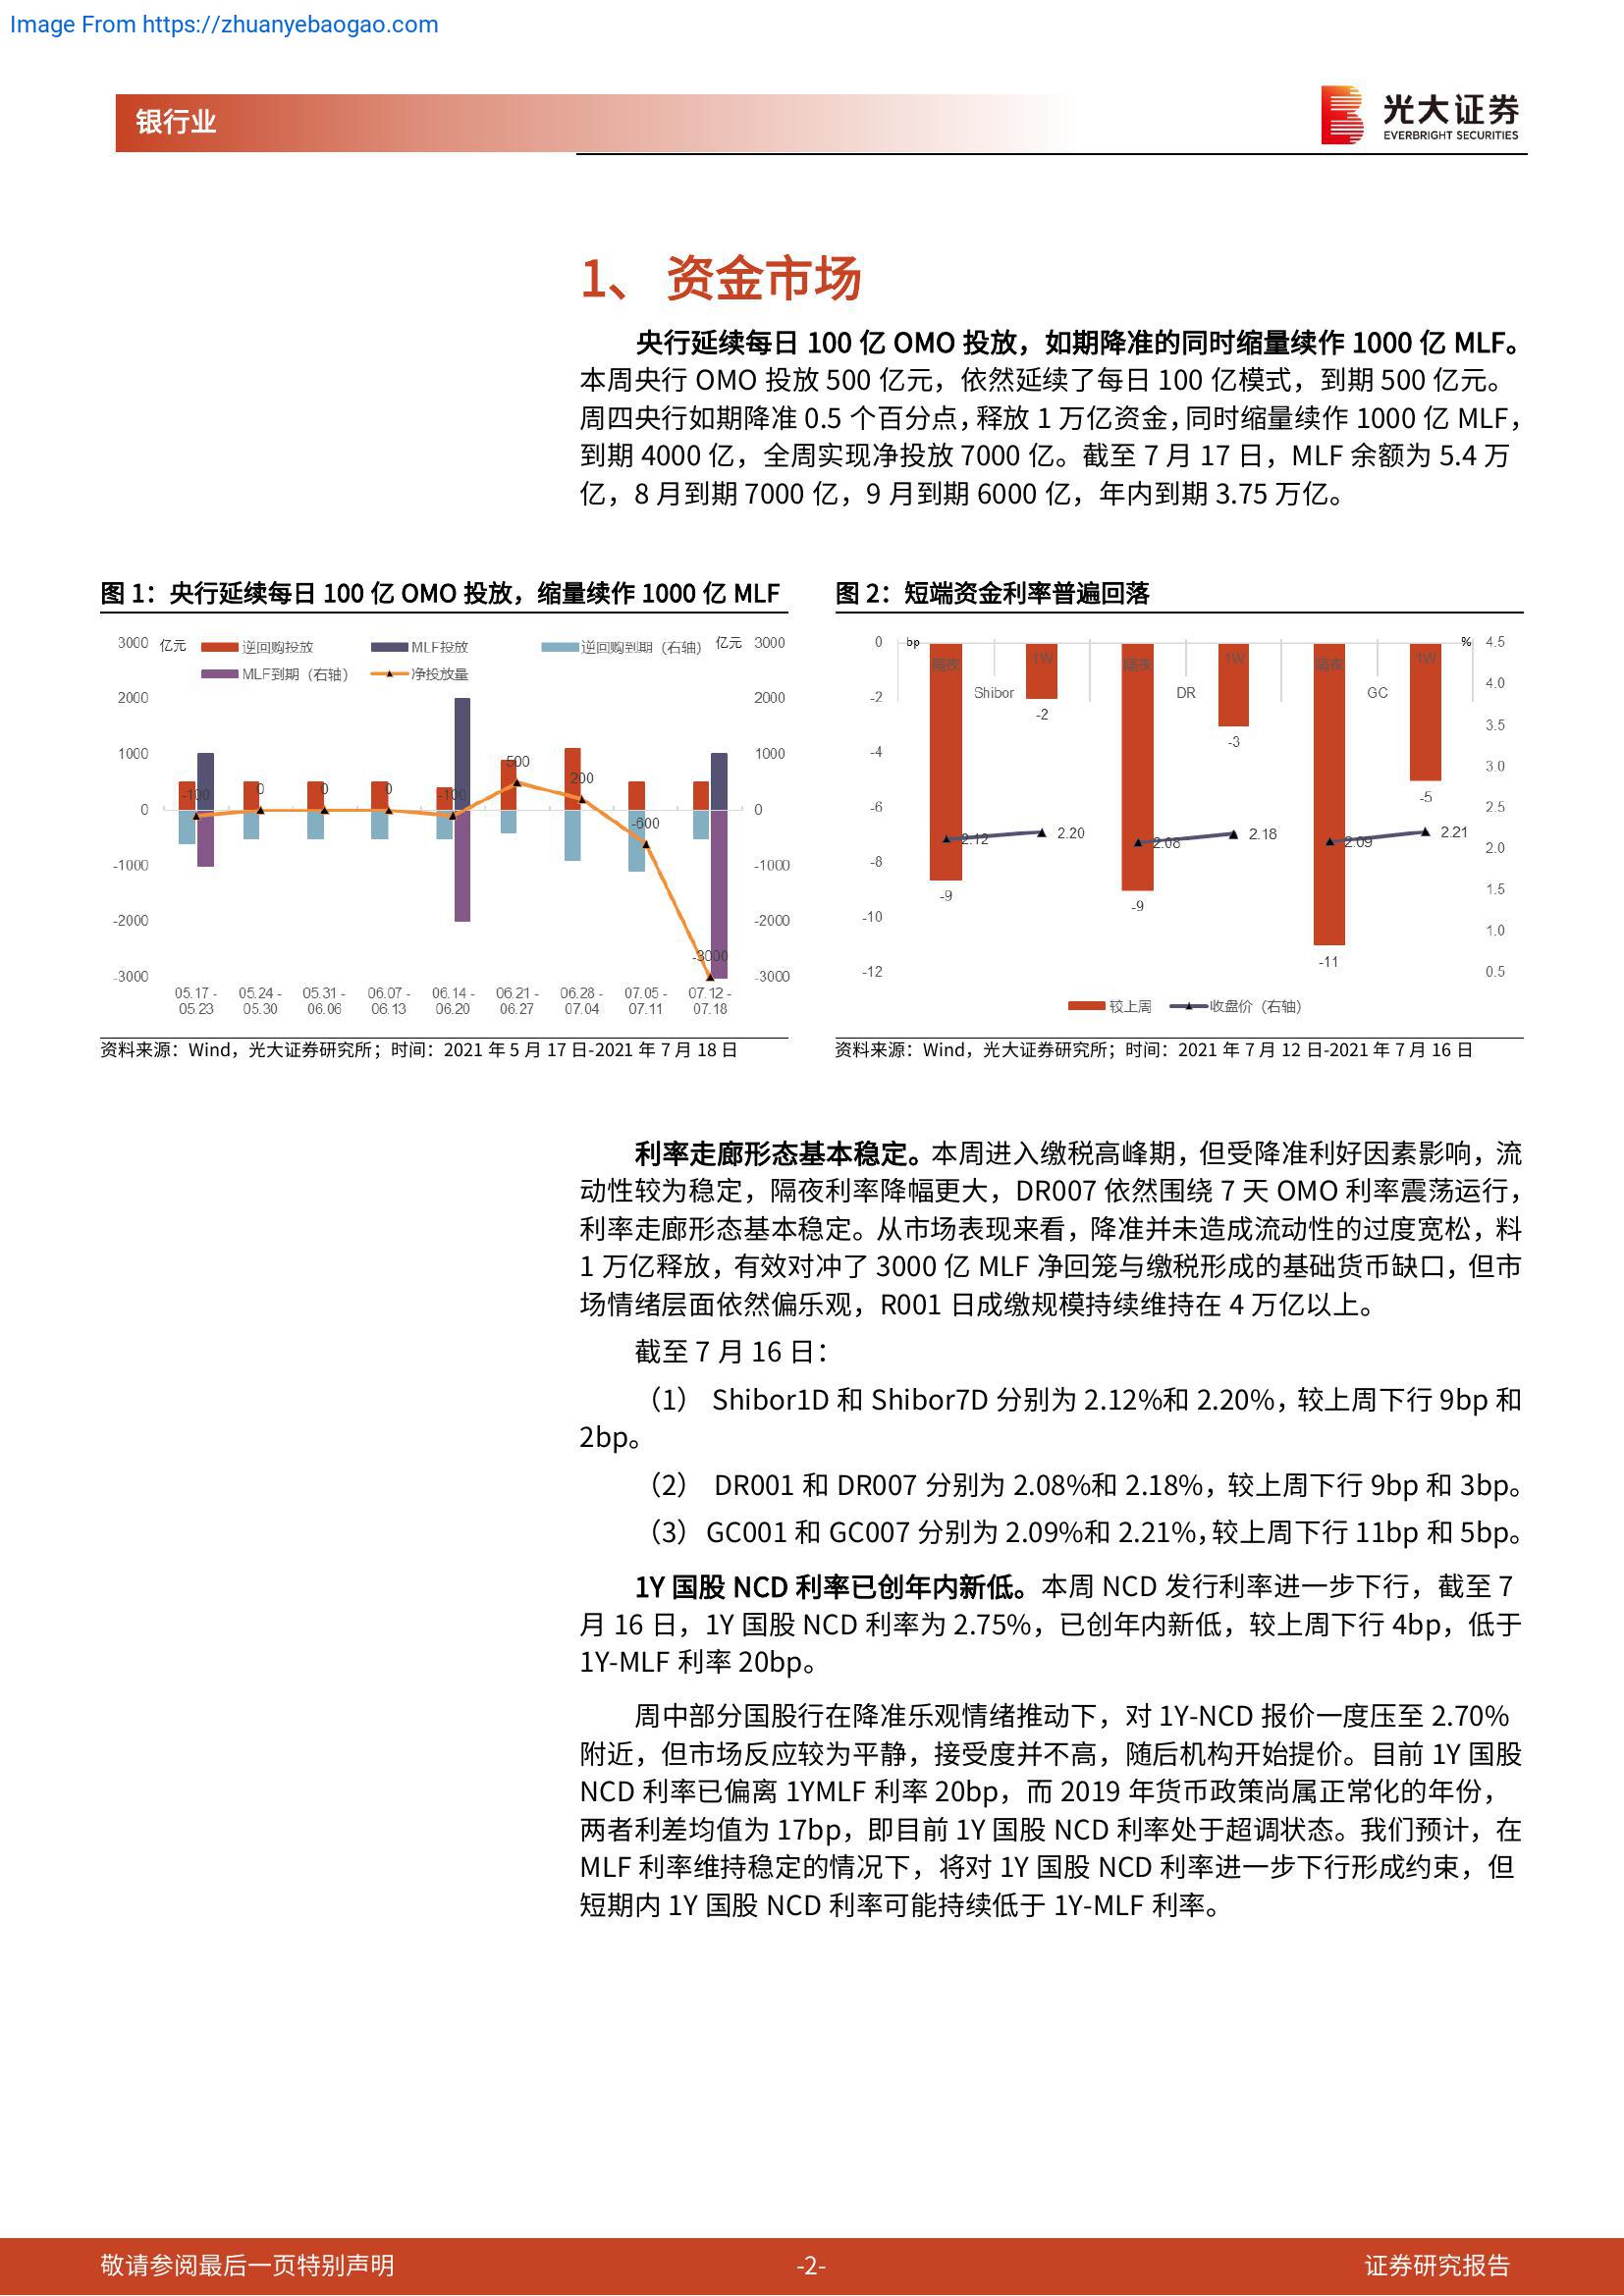 Image From https://zhuanyebaogao.com
银行业
光大证券
EVERBRIGHT SECURITIES
1、 资金市场
央行延续每日 100 亿 OMO 投放，如期降准的同时缩量续作 1000 亿 MLF。
本周央行 OMO 投放 500 亿元，依然延续了每日 100 亿模式，到期 500 亿元。
周四央行如期降准 0.5 个百分点，释放 1 万亿资金，同时缩量续作 1000 亿 MLF，
到期 4000 亿，全周实现净投放 7000 亿。截至 7 月 17 日，MLF 余额为 5.4 万
亿，8 月到期 7000 亿，9 月到期 6000 亿，年内到期 3.75 万亿。
图 1：央行延续每日 100 亿 OMO 投放，缩量续作 1000 亿 MLF
3000 亿元 逆回购投放 MLF投放 逆回购到期（右轴） 亿元 3000
MLF到期（右轴） 净投放量
2000 2000
1000 1000
500
200
-100 0 0 0 -100
0 0
-600
-1000 -1000
-2000 -2000
-3000
-3000 -3000
05.17 - 05.24 - 05.31 - 06.07 - 06.14 - 06.21 - 06.28 - 07.05 - 07.12 -
05.23 05.30 06.06 06.13 06.20 06.27 07.04 07.11 07.18
资料来源：Wind，光大证券研究所；时间：2021 年 5 月 17 日-2021 年 7 月 18 日
图 2：短端资金利率普遍回落
0 bp % 4.5
隔夜 1W 隔夜 1W 隔夜 1W
4.0
-2 Shibor DR GC
-2
3.5
-3
-4
3.0
-5
-6 2.5
2.12 2.20 2.08 2.18 2.09 2.21
2.0
-8
-9 -9
1.5
-10
1.0
-11
-12 0.5
较上周 收盘价（右轴）
资料来源：Wind，光大证券研究所；时间：2021 年 7 月 12 日-2021 年 7 月 16 日
利率走廊形态基本稳定。本周进入缴税高峰期，但受降准利好因素影响，流
动性较为稳定，隔夜利率降幅更大，DR007 依然围绕 7 天 OMO 利率震荡运行，
利率走廊形态基本稳定。从市场表现来看，降准并未造成流动性的过度宽松，料
1 万亿释放，有效对冲了 3000 亿 MLF 净回笼与缴税形成的基础货币缺口，但市
场情绪层面依然偏乐观，R001 日成缴规模持续维持在 4 万亿以上。
截至 7 月 16 日：
（1） Shibor1D 和 Shibor7D 分别为 2.12%和 2.20%，较上周下行 9bp 和
2bp。
（2） DR001 和 DR007 分别为 2.08%和 2.18%，较上周下行 9bp 和 3bp。
（3） GC001 和 GC007 分别为 2.09%和 2.21%，较上周下行 11bp 和 5bp。
1Y 国股 NCD 利率已创年内新低。本周 NCD 发行利率进一步下行，截至 7
月 16 日，1Y 国股 NCD 利率为 2.75%，已创年内新低，较上周下行 4bp，低于
1Y-MLF 利率 20bp。
周中部分国股行在降准乐观情绪推动下，对 1Y-NCD 报价一度压至 2.70%
附近，但市场反应较为平静，接受度并不高，随后机构开始提价。目前 1Y 国股
NCD 利率已偏离 1YMLF 利率 20bp，而 2019 年货币政策尚属正常化的年份，
两者利差均值为 17bp，即目前 1Y 国股 NCD 利率处于超调状态。我们预计，在
MLF 利率维持稳定的情况下，将对 1Y 国股 NCD 利率进一步下行形成约束，但
短期内 1Y 国股 NCD 利率可能持续低于 1Y-MLF 利率。
敬请参阅最后一页特别声明 -2- 证券研究报告